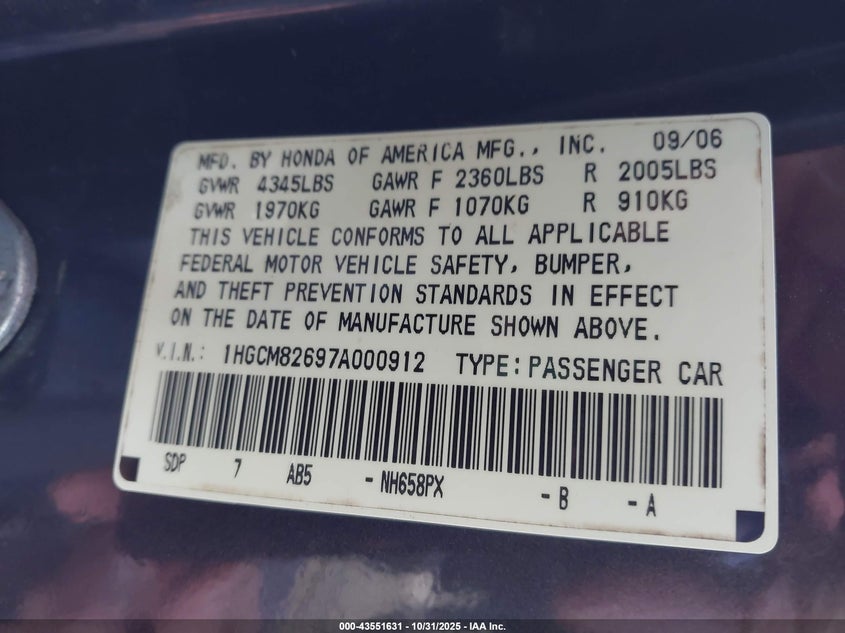 MFD. BY HONDA OF AMERICA MFG., INC. 09/06
GVWR 4345LBS GAWR F 2360LBS R 2005LBS
GVWR 1970KG GAWR F 1070KG R 910KG
THIS VEHICLE CONFORMS TO ALL APPLICABLE
FEDERAL MOTOR VEHICLE SAFETY, BUMPER,
AND THEFT PREVENTION STANDARDS IN EFFECT
ON THE DATE OF MANUFACTURE SHOWN ABOVE.
V.I.N.: 1HGCM82697A000912 TYPE: PASSENGER CAR
SDP 7 AB5 -NH658PX -B -A
000-43551631 - 10/31/2025 - IAA Inc.